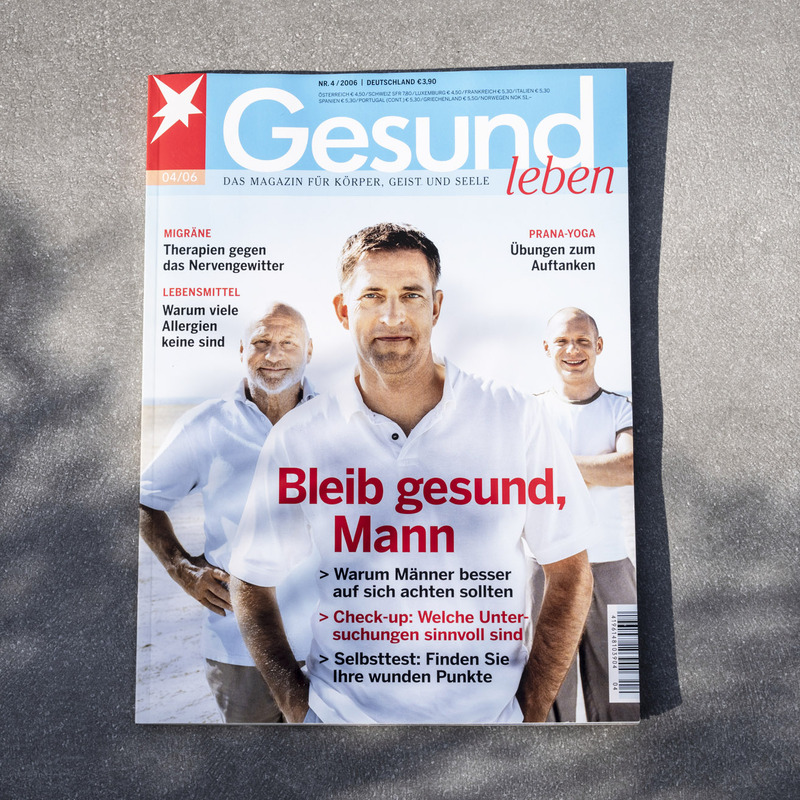 NR. 4 / 2006 | DEUTSCHLAND €3,90
ÖSTERREICH € 4,50/SCHWEIZ SFR 7,80/LUXEMBURG € 4,50/FRANKREICH € 5,30/ITALIEN € 5,30
SPANIEN € 5,30/PORTUGAL (CONT.) € 5,30/GRIECHENLAND € 5,50/NORWEGEN NOK 51,–
Gesund
leben
04/06
DAS MAGAZIN FÜR KÖRPER, GEIST UND SEELE
MIGRÄNE
Therapien gegen
das Nervengewitter
LEBENSMITTEL
Warum viele
Allergien
keine sind
PRANA-YOGA
Übungen zum
Auftanken
Bleib gesund,
Mann
> Warum Männer besser
auf sich achten sollten
> Check-up: Welche Unter-
suchungen sinnvoll sind
> Selbsttest: Finden Sie
Ihre wunden Punkte
4196148103904 04